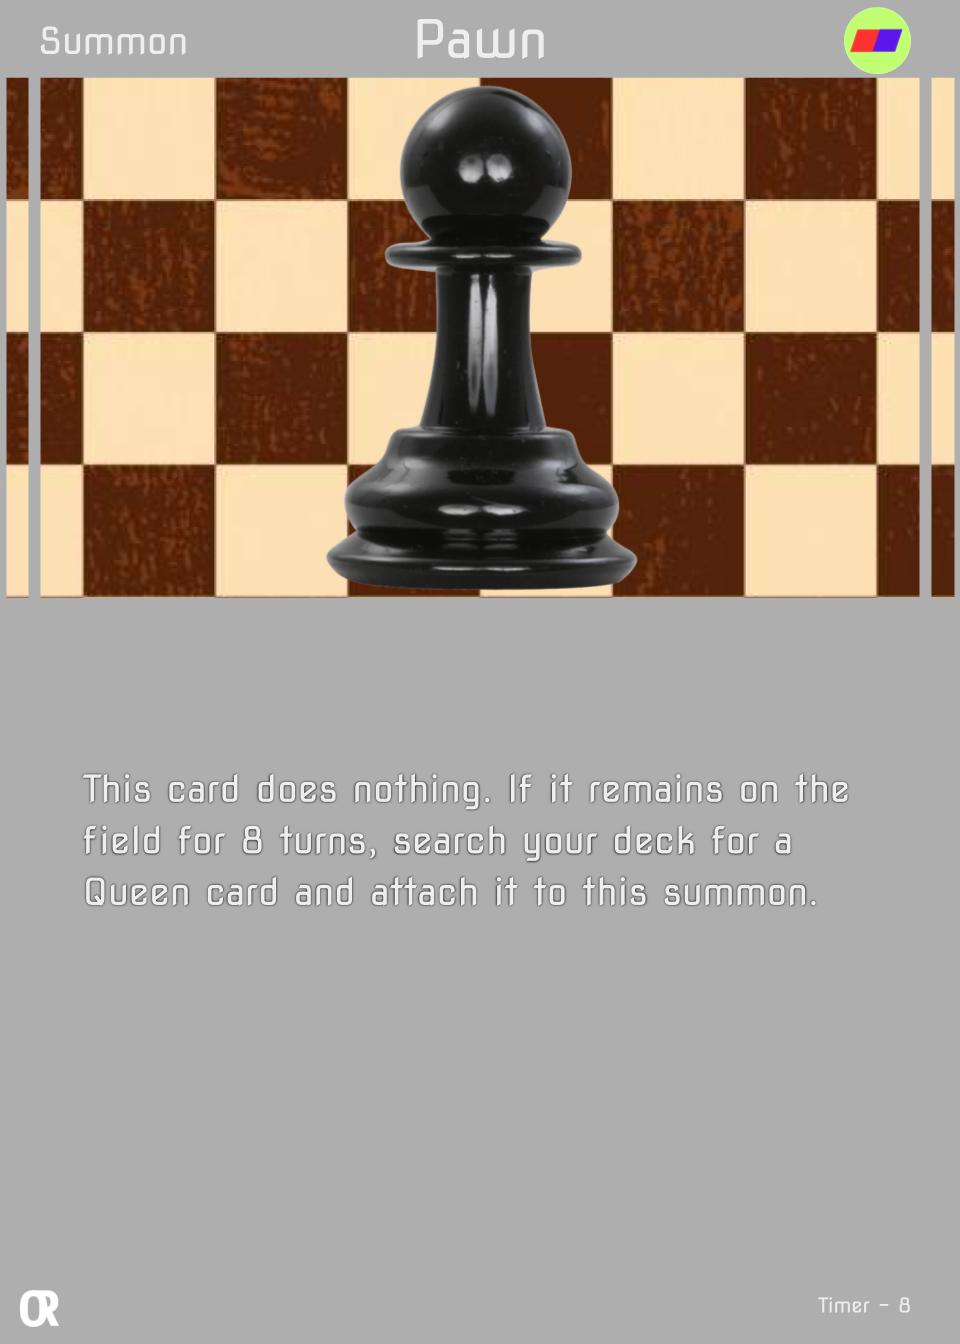 Summon
Pawn
This card does nothing. If it remains on the
field for 8 turns, search your deck for a
Queen card and attach it to this summon.
OR
Timer - 8